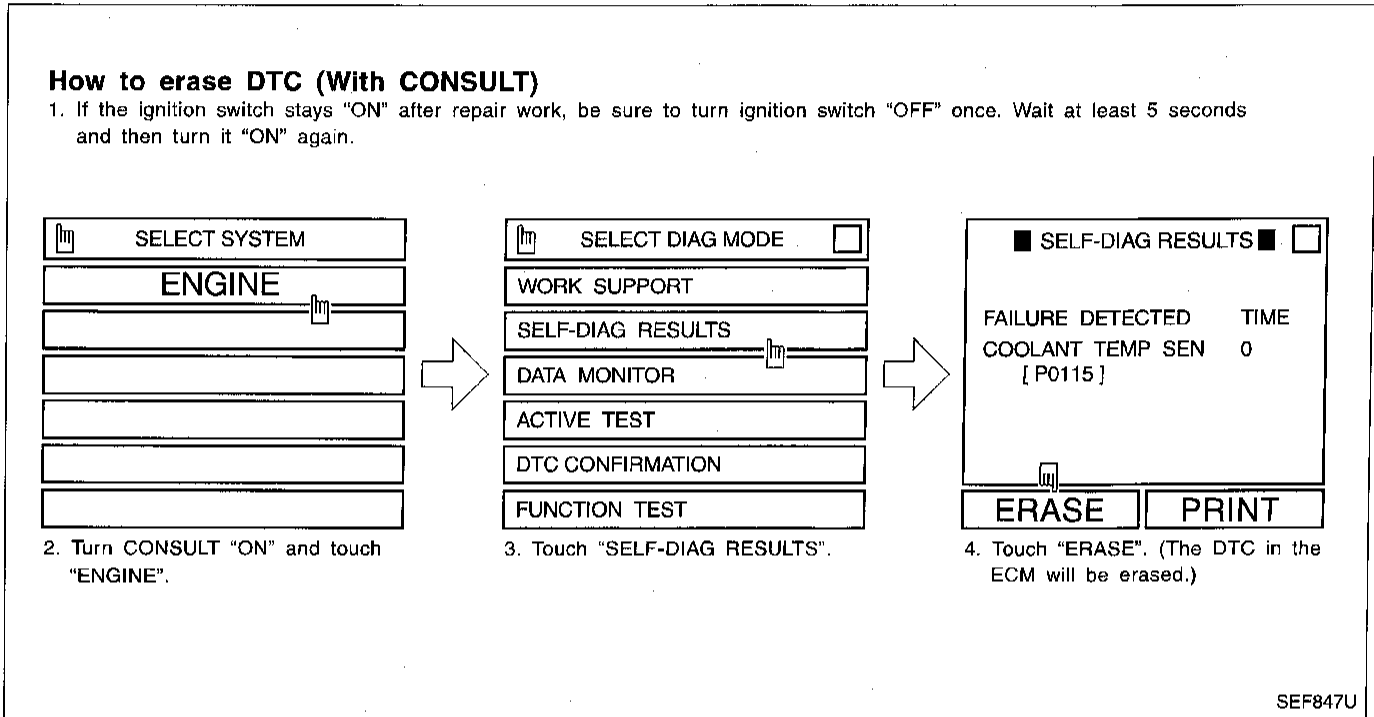 How to erase DTC (With CONSULT)
1. If the ignition switch stays “ON” after repair work, be sure to turn ignition switch “OFF” once. Wait at least 5 seconds
and then turn it “ON” again.
SELECT SYSTEM
ENGINE
2. Turn CONSULT “ON” and touch
“ENGINE”.
SELECT DIAG MODE
WORK SUPPORT
SELF-DIAG RESULTS
DATA MONITOR
ACTIVE TEST
DTC CONFIRMATION
FUNCTION TEST
3. Touch “SELF-DIAG RESULTS”.
SELF-DIAG RESULTS
FAILURE DETECTED TIME
COOLANT TEMP SEN 0
[ P0115 ]
ERASE PRINT
4. Touch “ERASE”. (The DTC in the
ECM will be erased.)
SEF847U